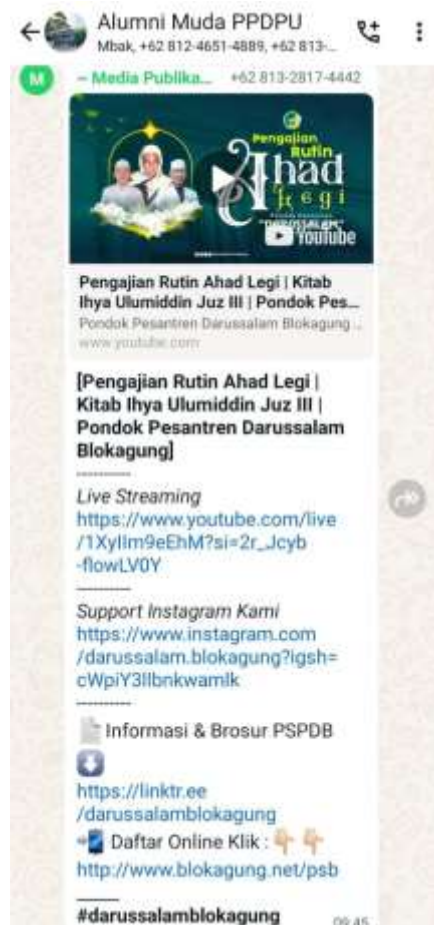 Alumni Muda PPDPU
Mbak, +62 812-4651-4889, +62 813-...
M
~ Media Publika... +62 813-2817-4442
Pengajian
Rutin
Ahad
Legi
"DARUSSALAM"
YouTube
Pengajian Rutin Ahad Legi | Kitab
Ihya Ulumiddin Juz III | Pondok Pes...
Pondok Pesantren Darussalam Blokagung ...
www.youtube.com
[Pengajian Rutin Ahad Legi |
Kitab Ihya Ulumiddin Juz III |
Pondok Pesantren Darussalam
Blokagung]
----------
Live Streaming
https://www.youtube.com/live
/1XyIIm9eEhM?si=2r_Jcyb
-flowLV0Y
----------
Support Instagram Kami
https://www.instagram.com
/darussalam.blokagung?igsh=
cWpiY3llbnkwamlk
----------
Informasi & Brosur PSPDB
https://linktr.ee
/darussalamblokagung
Daftar Online Klik :
http://www.blokagung.net/psb
____
#darussalamblokagung
09.45